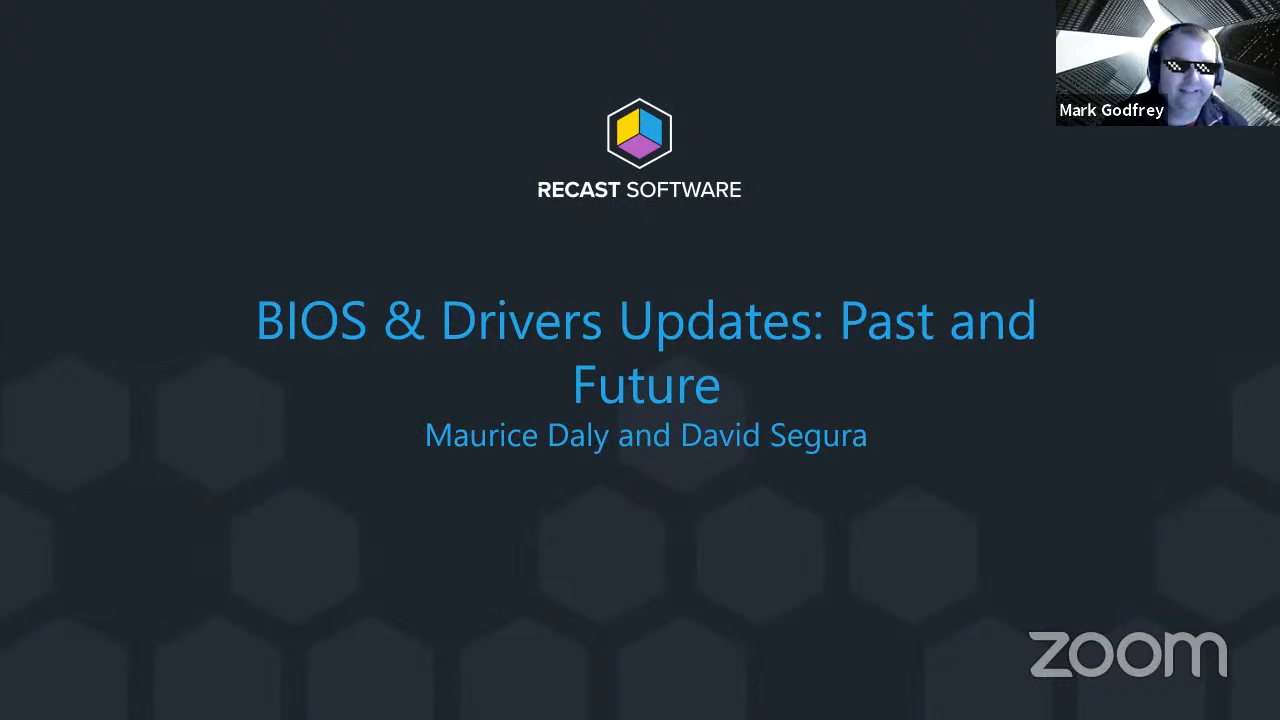 Mark Godfrey
RECAST SOFTWARE
BIOS & Drivers Updates: Past and
Future
Maurice Daly and David Segura
zoom